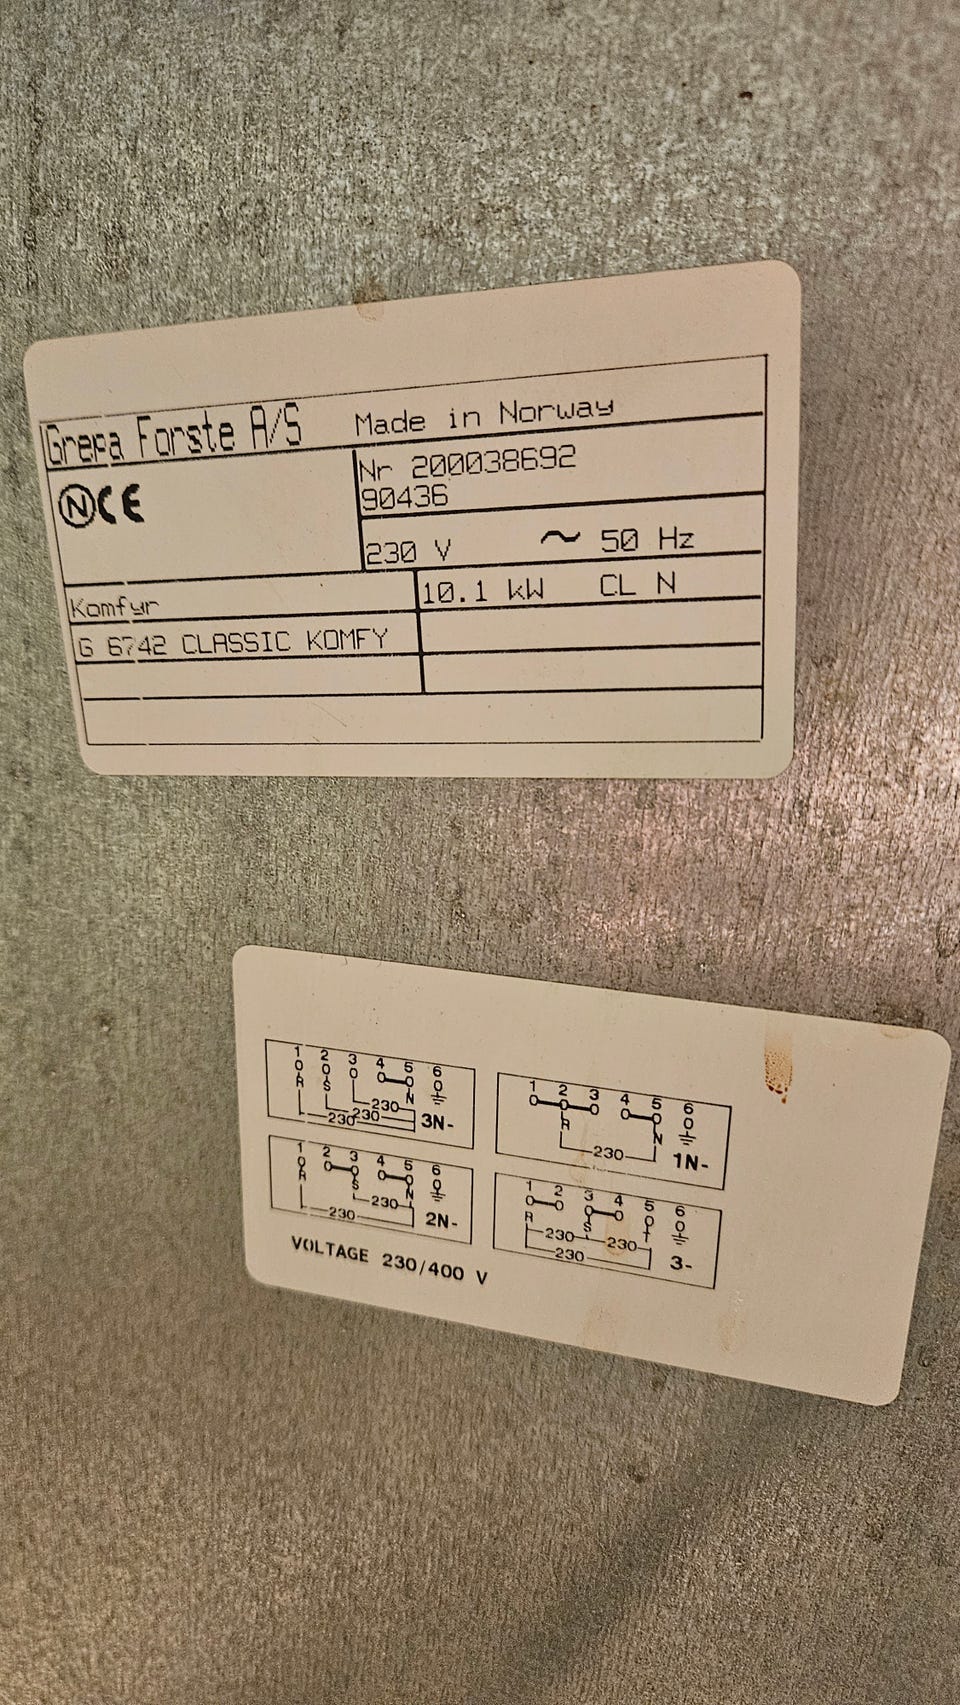 Grepa Forste A/S Made in Norway
N CE
Nr 200038692
90436
230 V ~ 50 Hz
Komfyr
10.1 kW CL N
G 6742 CLASSIC KOMFY
1 2 3 4 5 6
R S N
230
230 230
3N-
1 2 3 4 5 6
R N
230
1N-
1 2 3 4 5 6
R S N
230
230
2N-
1 2 3 4 5 6
R S T
230 230
230
3-
VOLTAGE 230/400 V